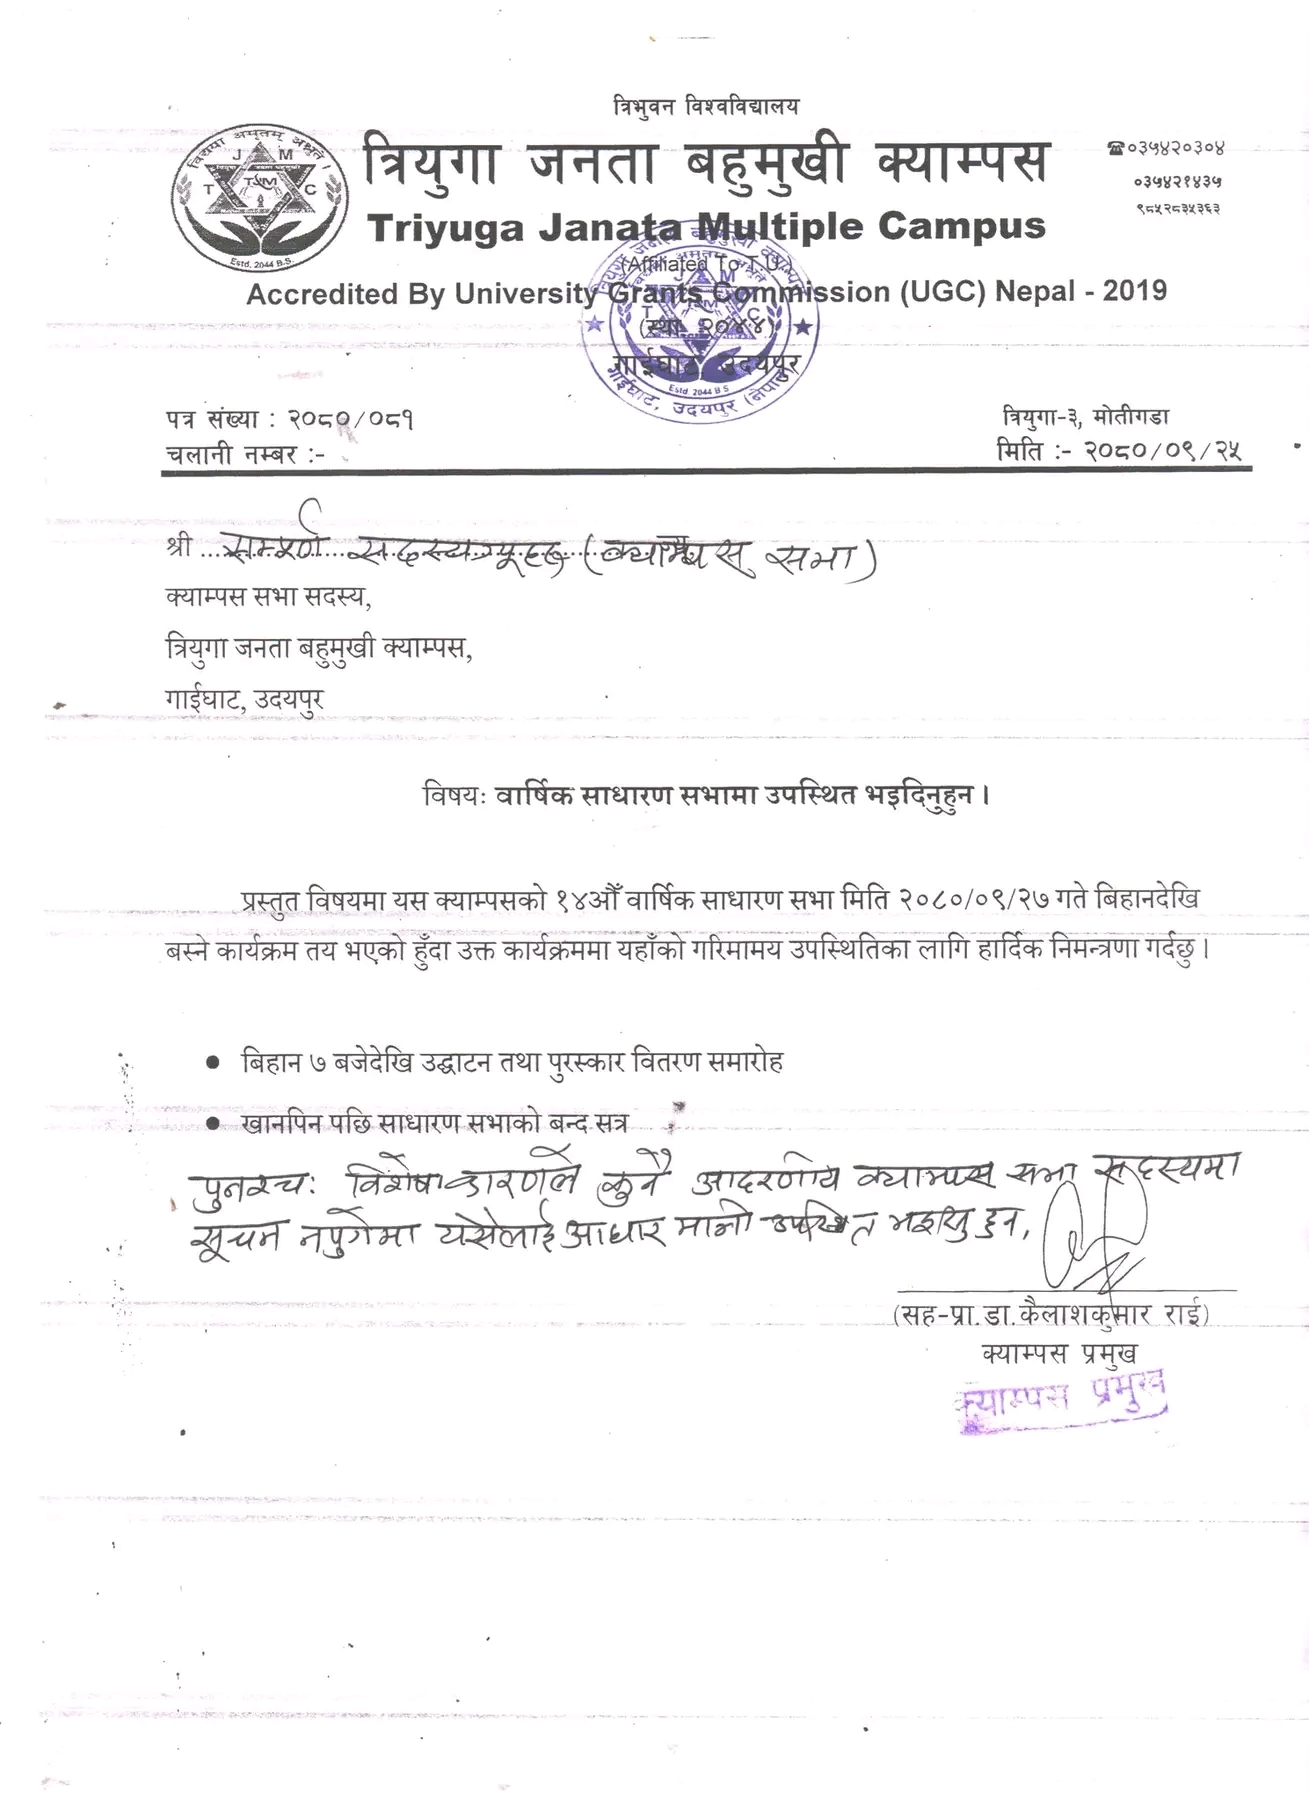 त्रिभुवन विश्वविद्यालय
त्रियुगा जनता बहुमुखी क्याम्पस
☎०३५४२०३०४
०३५४२१४३५
९८५२८३५३६३
विद्यया अमृतम् अश्नुते ।
J M
T TJMC C
Estd. 2044 B.S.
Triyuga Janata Multiple Campus
(Affiliated To T.U.)
Accredited By University Grants Commission (UGC) Nepal - 2019
(स्था. २०४४)
गाईघाट, उदयपुर
त्रियुगा जनता बहुमुखी क्याम्पस
Estd. 2044 B.S
गाईघाट, उदयपुर (नेपाल)
पत्र संख्या : २०८०/०८१
त्रियुगा-३, मोतीगडा
चलानी नम्बर :-
मिति :- २०८०/०९/२५
श्री सम्पूर्ण सदस्यज्यूहरू (क्याम्पस सभा)
क्याम्पस सभा सदस्य,
त्रियुगा जनता बहुमुखी क्याम्पस,
गाईघाट, उदयपुर
विषयः वार्षिक साधारण सभामा उपस्थित भइदिनुहुन ।
प्रस्तुत विषयमा यस क्याम्पसको १४औँ वार्षिक साधारण सभा मिति २०८०/०९/२७ गते बिहानदेखि
बस्ने कार्यक्रम तय भएको हुँदा उक्त कार्यक्रममा यहाँको गरिमामय उपस्थितिका लागि हार्दिक निमन्त्रणा गर्दछु ।
● बिहान ७ बजेदेखि उद्घाटन तथा पुरस्कार वितरण समारोह
● खानपिन पछि साधारण सभाको बन्द सत्र
पुनश्चः विशेष कारणले कुनै आदरणीय क्याम्पस सभा सदस्यमा
सूचना नपुगेमा यसैलाई आधार मानी उपस्थित भइदिनु हुन,
(सह-प्रा.डा.कैलाशकुमार राई)
क्याम्पस प्रमुख
क्याम्पस प्रमुख